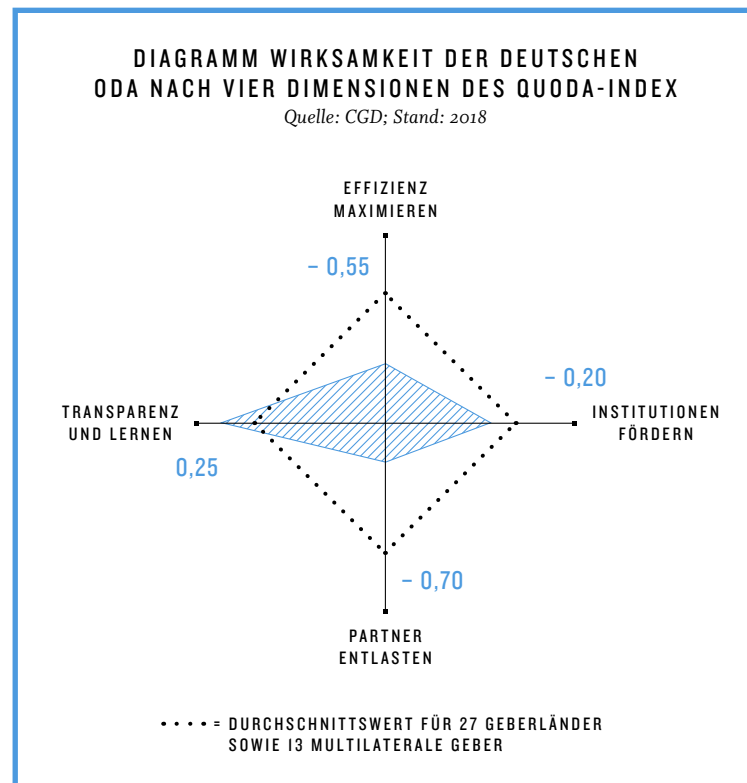 DIAGRAMM WIRKSAMKEIT DER DEUTSCHEN
ODA NACH VIER DIMENSIONEN DES QUODA-INDEX
Quelle: CGD; Stand: 2018
EFFIZIENZ
MAXIMIEREN
– 0,55
– 0,20
TRANSPARENZ
UND LERNEN
INSTITUTIONEN
FÖRDERN
0,25
– 0,70
PARTNER
ENTLASTEN
= DURCHSCHNITTSWERT FÜR 27 GEBERLÄNDER
SOWIE 13 MULTILATERALE GEBER